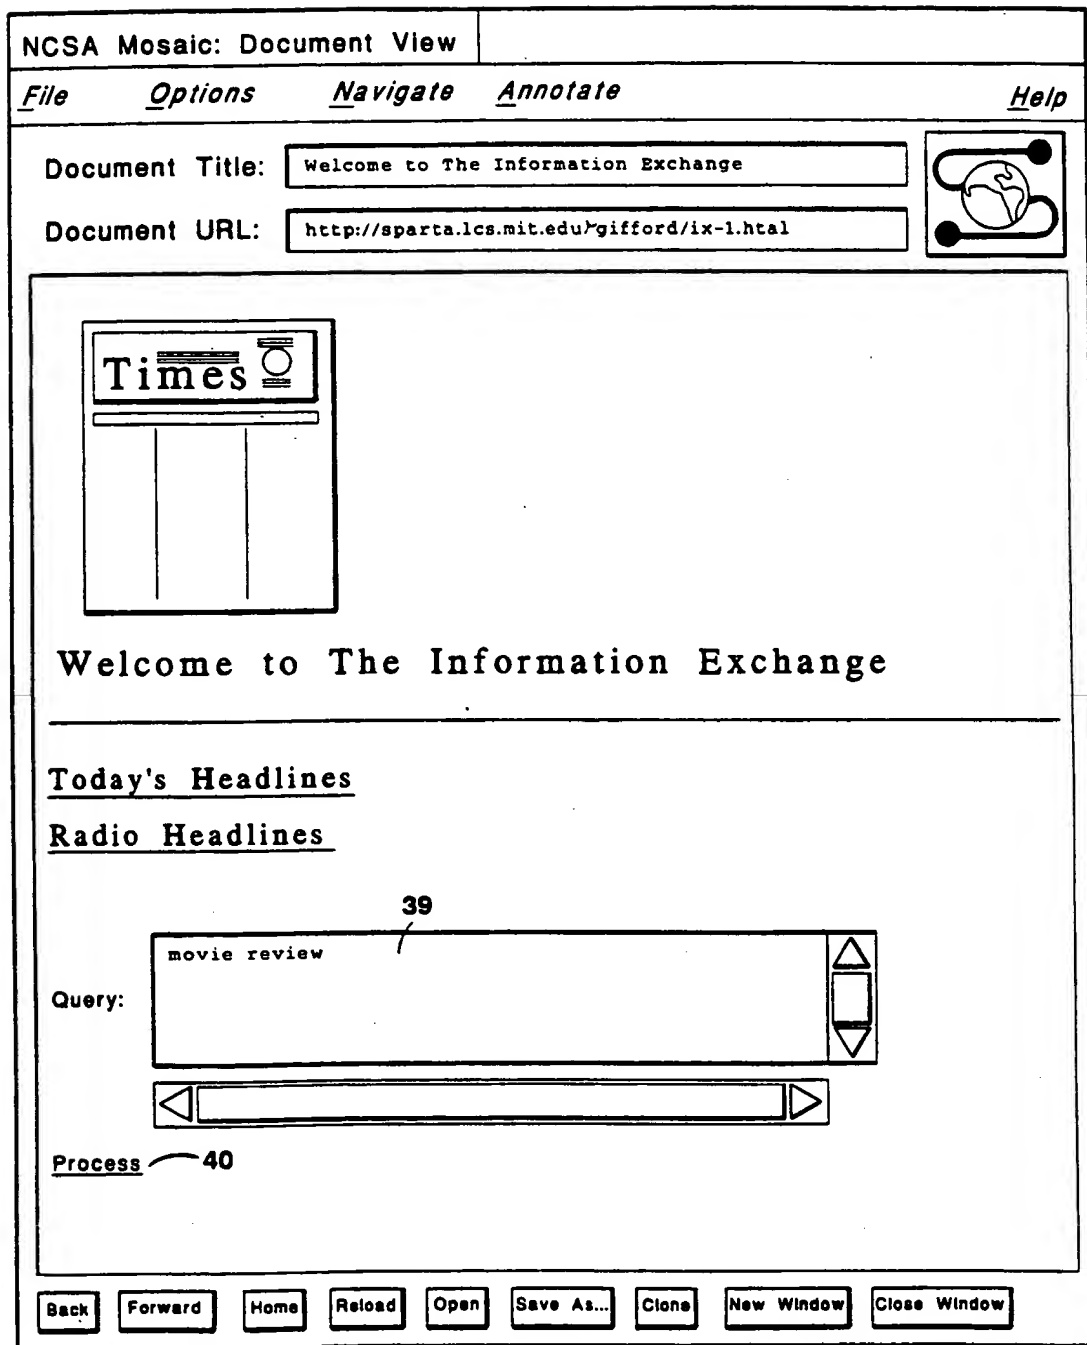 NCSA Mosaic: Document View
File Options Navigate Annotate Help
Document Title: Welcome to The Information Exchange
Document URL: http://sparta.lcs.mit.edu/~gifford/ix-1.htal
Times
Welcome to The Information Exchange
Today's Headlines
Radio Headlines
39
movie review
Query:
Process 40
Back Forward Home Reload Open Save As... Clone New Window Close Window